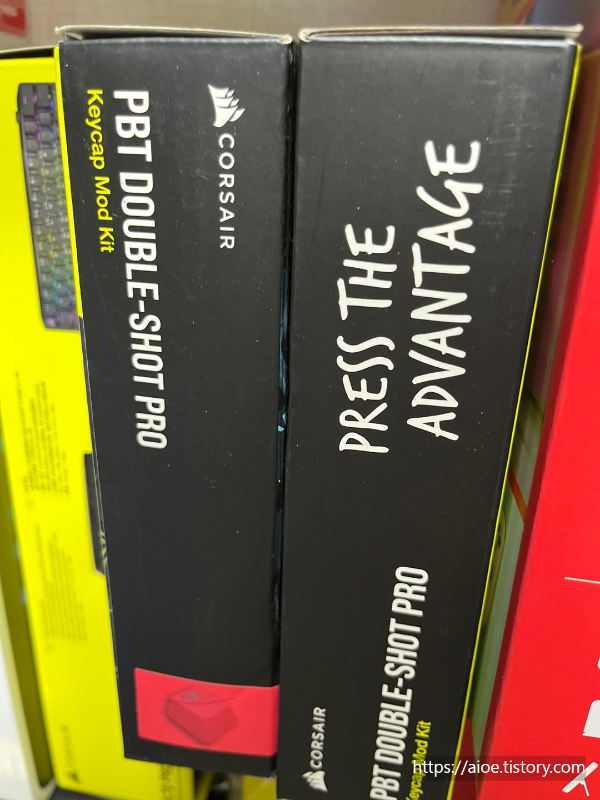 CORSAIR
PBT DOUBLE-SHOT PRO
Keycap Mod Kit
PRESS THE
ADVANTAGE
CORSAIR
PBT DOUBLE-SHOT PRO
Keycap Mod Kit
https://aioe.tistory.com